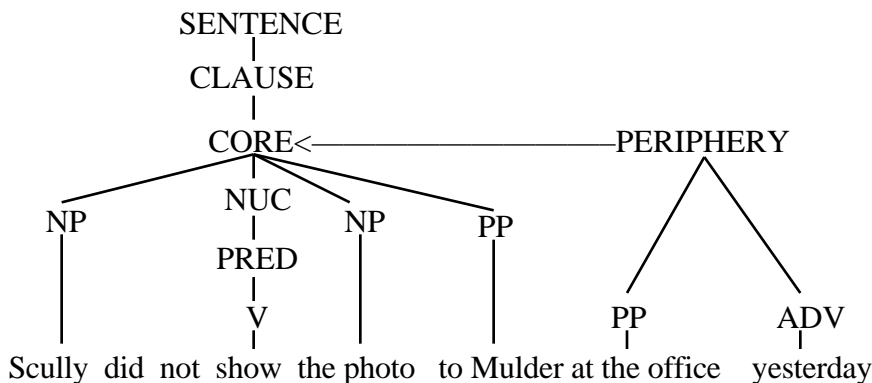 SENTENCE
CLAUSE
CORE<——————————PERIPHERY
NP NUC NP PP
PRED
V PP ADV
Scully did not show the photo to Mulder at the office yesterday